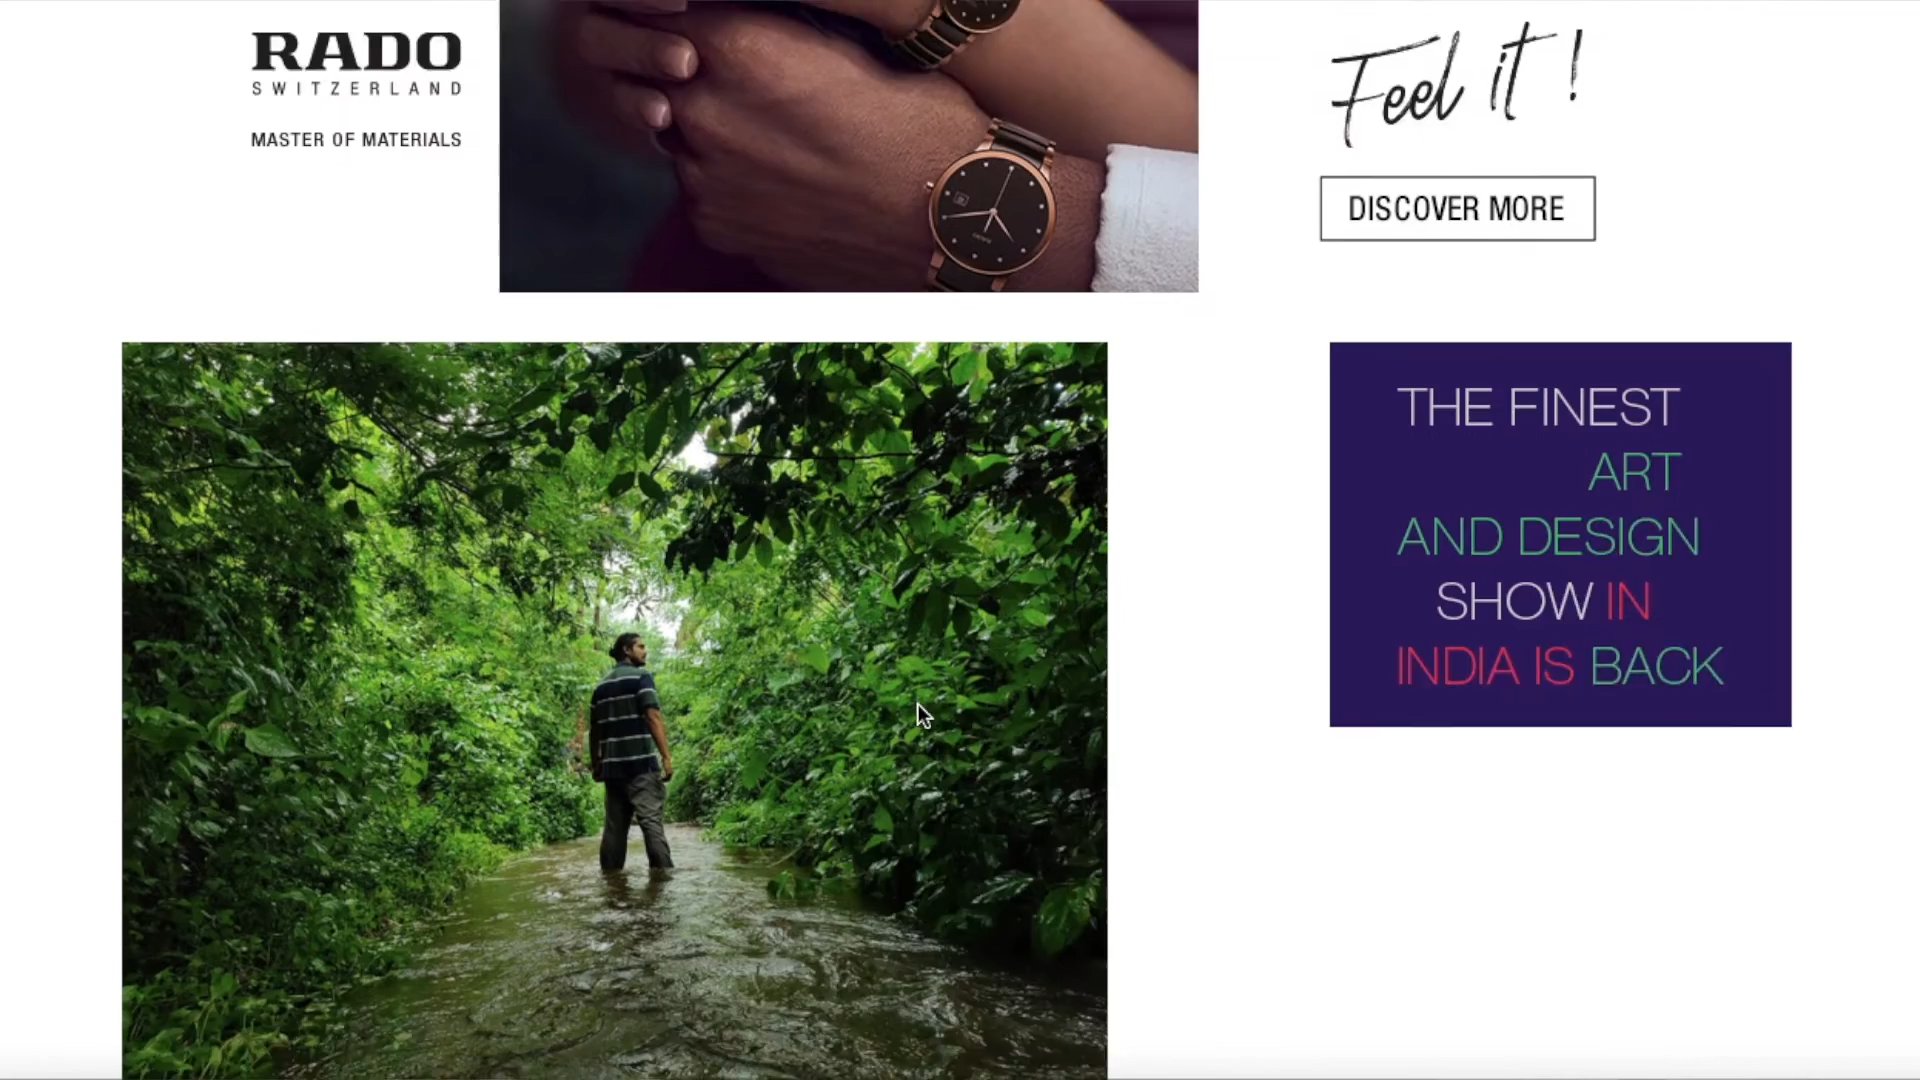 RADO
SWITZERLAND
MASTER OF MATERIALS
Feel it !
DISCOVER MORE
THE FINEST
ART
AND DESIGN
SHOW IN
INDIA IS BACK